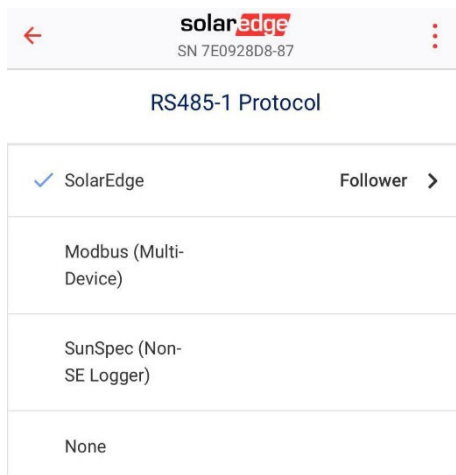 solaredge
SN 7E0928D8-87
RS485-1 Protocol
SolarEdge Follower
Modbus (Multi-
Device)
SunSpec (Non-
SE Logger)
None